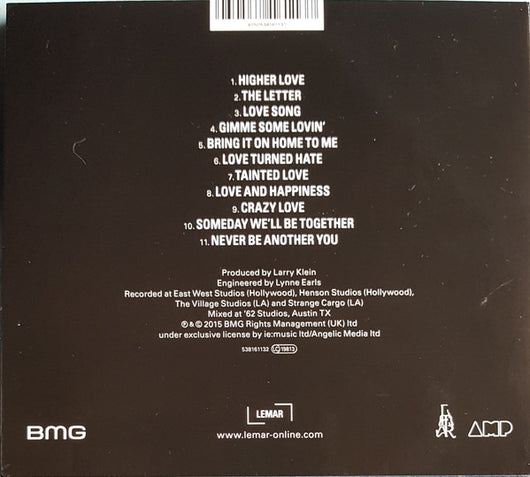 1. HIGHER LOVE
2. THE LETTER
3. LOVE SONG
4. GIMME SOME LOVIN'
5. BRING IT ON HOME TO ME
6. LOVE TURNED HATE
7. TAINTED LOVE
8. LOVE AND HAPPINESS
9. CRAZY LOVE
10. SOMEDAY WE'LL BE TOGETHER
11. NEVER BE ANOTHER YOU
Produced by Larry Klein
Engineered by Lynne Earls
Recorded at East West Studios (Hollywood), Henson Studios (Hollywood),
The Village Studios (LA) and Strange Cargo (LA)
Mixed at '62 Studios, Austin TX
℗ & © 2015 BMG Rights Management (UK) ltd
under exclusive license by ie:music ltd/Angelic Media ltd
538161132 LC 19813
LEMAR
BMG www.lemar-online.com AMP